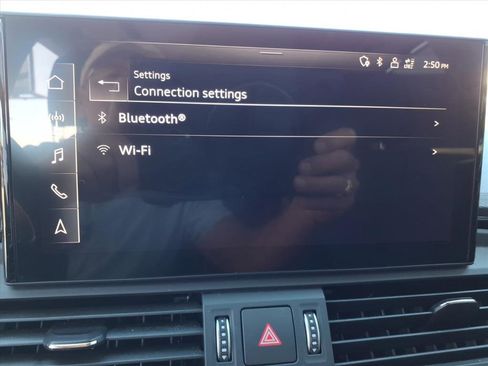 2:50 PM
Settings
Connection settings
Bluetooth®
Wi-Fi